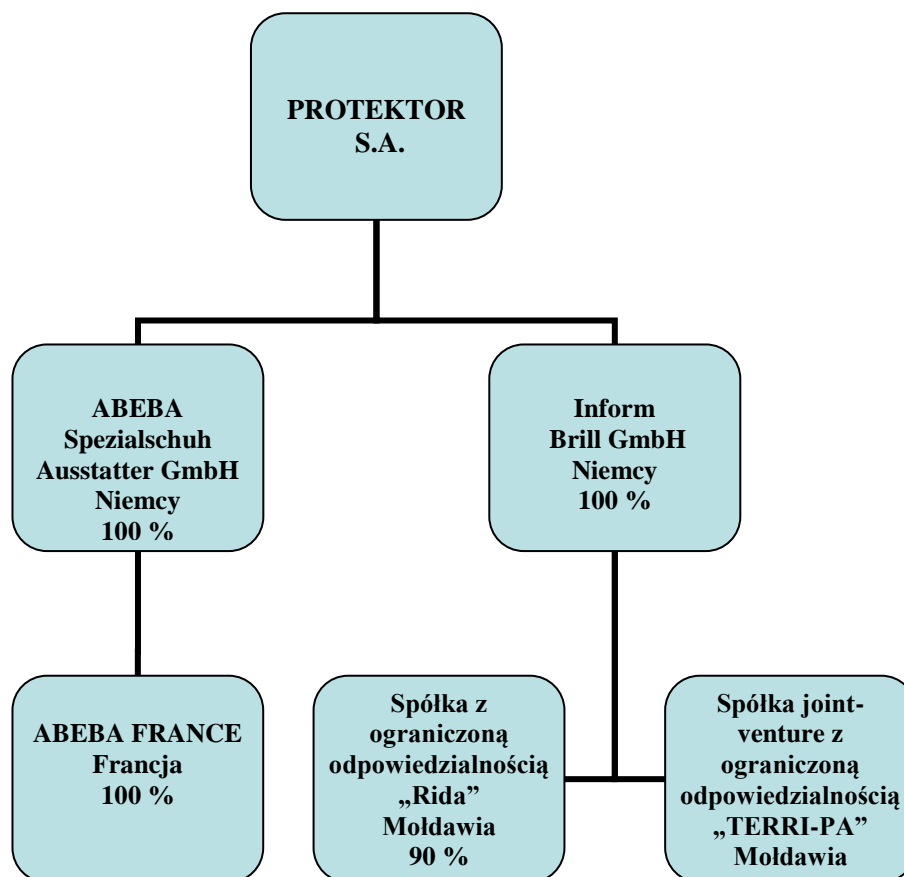 PROTEKTOR
S.A.
ABEBA
Spezialschuh
Ausstatter GmbH
Niemcy
100 %
Inform
Brill GmbH
Niemcy
100 %
ABEBA FRANCE
Francja
100 %
Spółka z
ograniczoną
odpowiedzialnością
„Rida”
Mołdawia
90 %
Spółka joint-
venture z
ograniczoną
odpowiedzialnością
„TERRI-PA”
Mołdawia